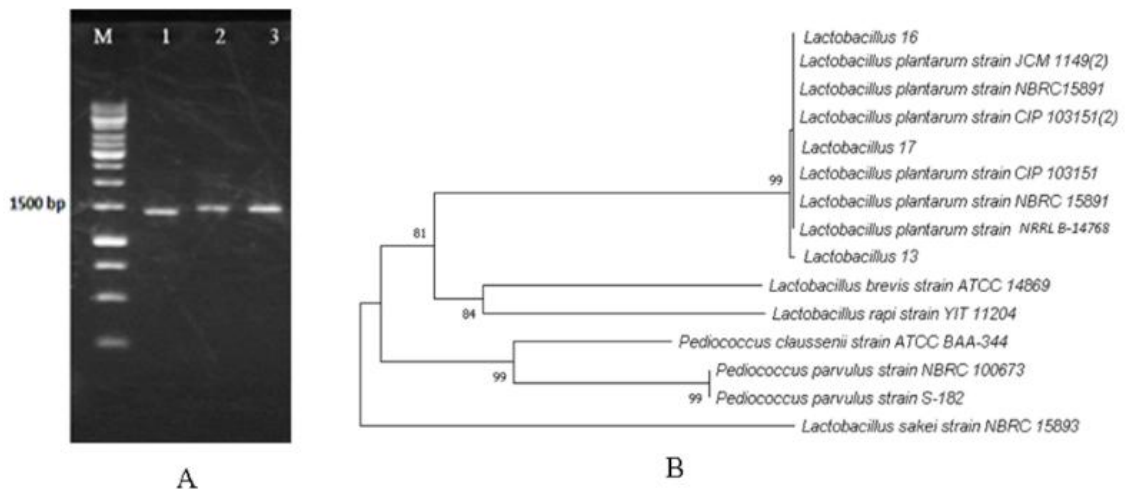 M 1 2 3
1500 bp
A
Lactobacillus 16
Lactobacillus plantarum strain JCM 1149(2)
Lactobacillus plantarum strain NBRC15891
Lactobacillus plantarum strain CIP 103151(2)
Lactobacillus 17
99
Lactobacillus plantarum strain CIP 103151
Lactobacillus plantarum strain NBRC 15891
Lactobacillus plantarum strain NRRL B-14768
81
Lactobacillus 13
Lactobacillus brevis strain ATCC 14869
84
Lactobacillus rapi strain YIT 11204
Pediococcus claussenii strain ATCC BAA-344
99
Pediococcus parvulus strain NBRC 100673
99
Pediococcus parvulus strain S-182
Lactobacillus sakei strain NBRC 15893
B